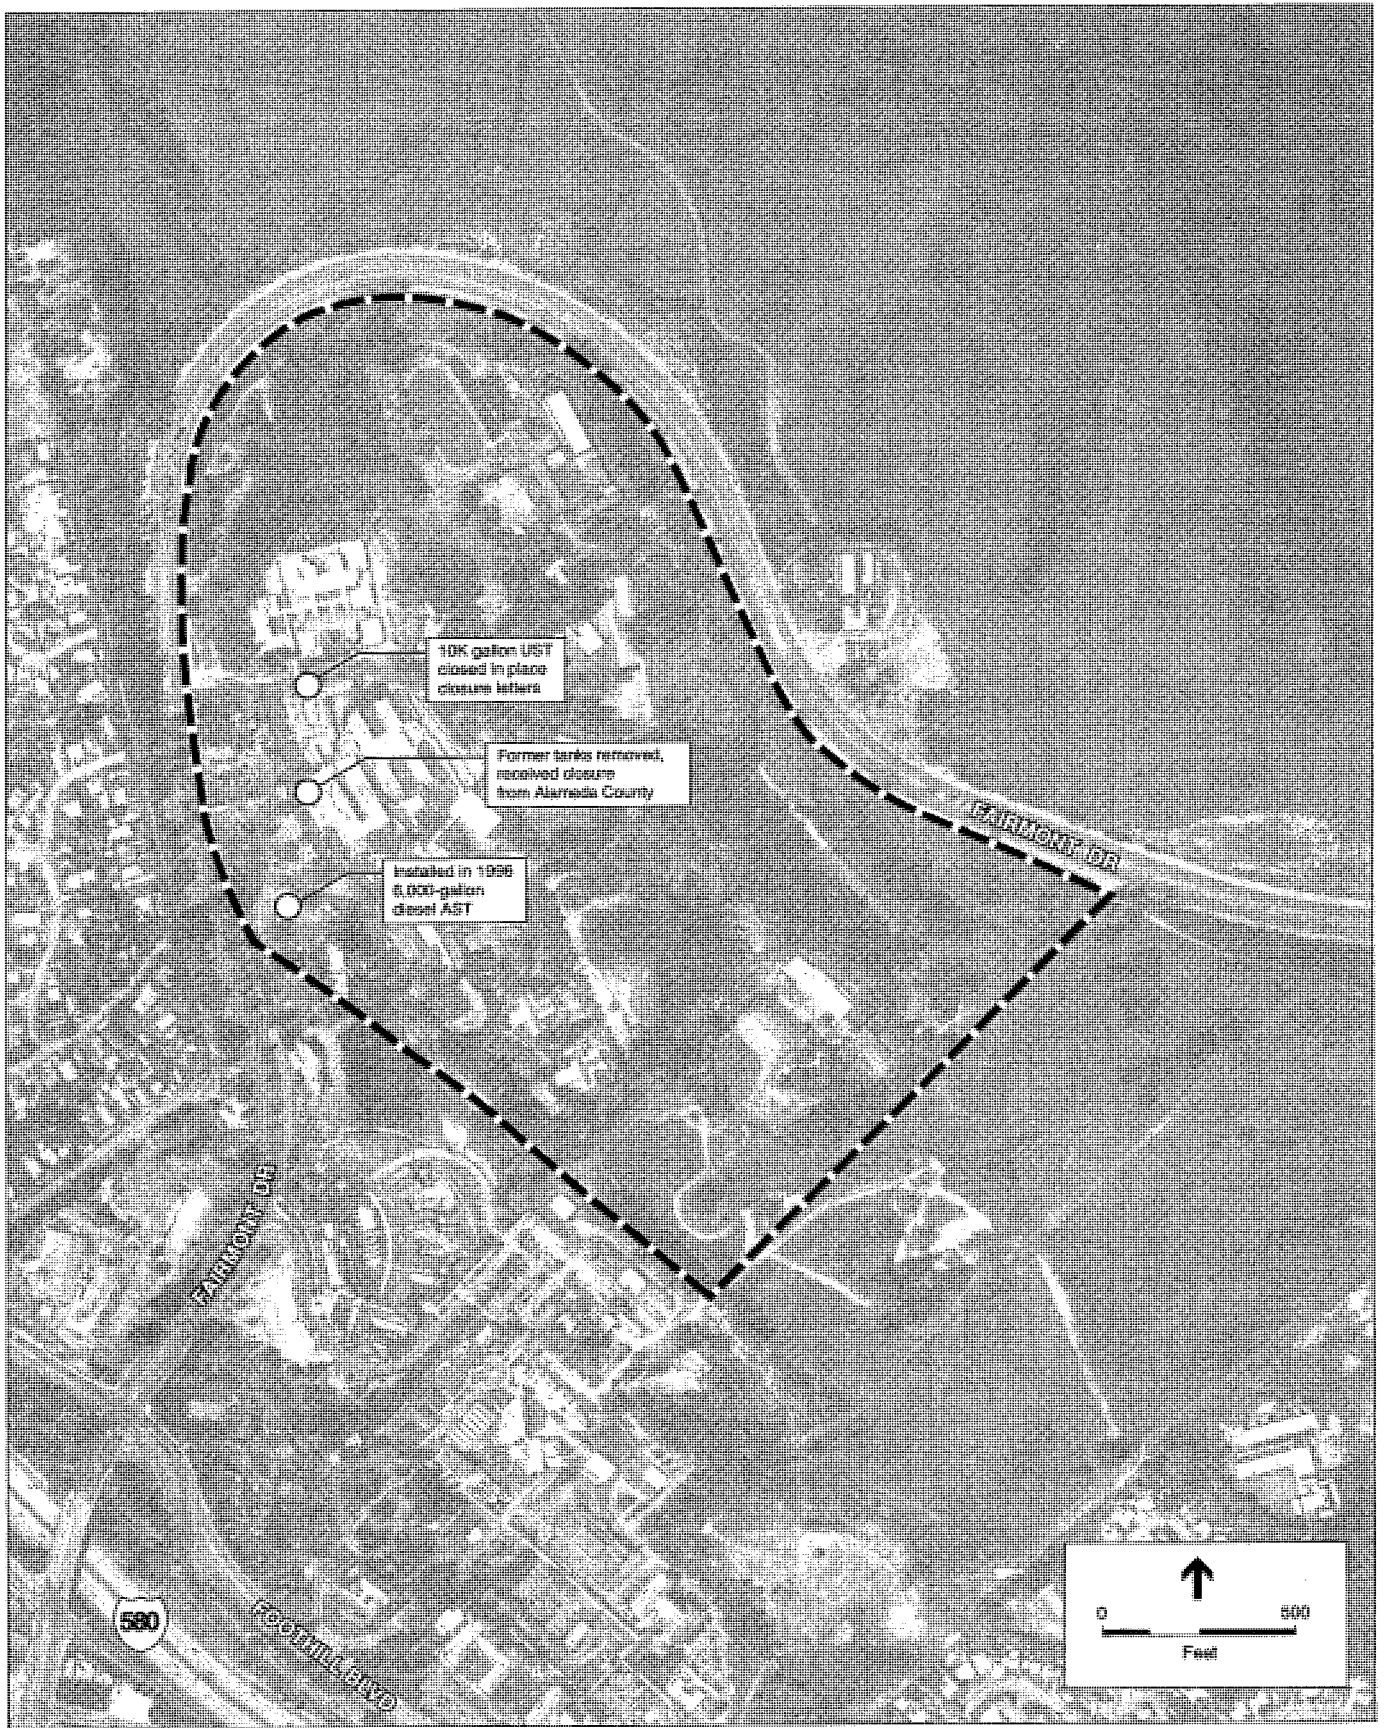 10K gallon UST
closed in place
closure letters
Former tanks removed,
received closure
from Alameda County
FAIRMONT DR
Installed in 1996
6,000-gallon
diesel AST
FAIRMONT DR
580
FOOTHILL BLVD
0 500
Feet